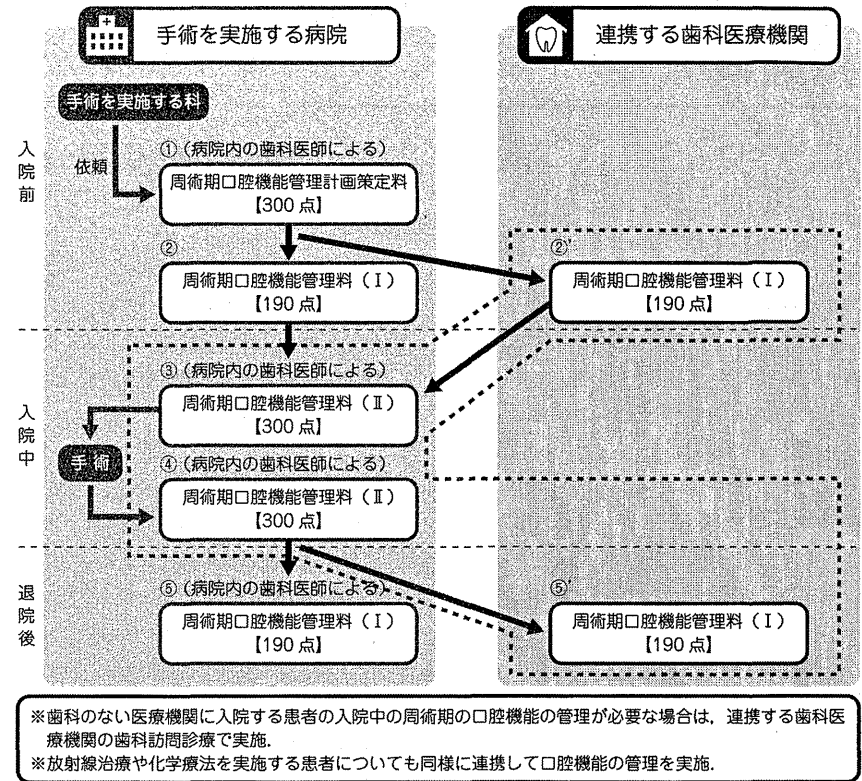 手術を実施する病院
連携する歯科医療機関
手術を実施する科
入院前
依頼
①(病院内の歯科医師による)
周術期口腔機能管理計画策定料
【300点】
②
周術期口腔機能管理料(Ⅰ)
【190点】
②'
周術期口腔機能管理料(Ⅰ)
【190点】
入院中
③(病院内の歯科医師による)
周術期口腔機能管理料(Ⅱ)
【300点】
手術
④(病院内の歯科医師による)
周術期口腔機能管理料(Ⅱ)
【300点】
退院後
⑤(病院内の歯科医師による)
周術期口腔機能管理料(Ⅰ)
【190点】
⑤'
周術期口腔機能管理料(Ⅰ)
【190点】
※歯科のない医療機関に入院する患者の入院中の周術期の口腔機能の管理が必要な場合は,連携する歯科医
療機関の歯科訪問診療で実施.
※放射線治療や化学療法を実施する患者についても同様に連携して口腔機能の管理を実施.